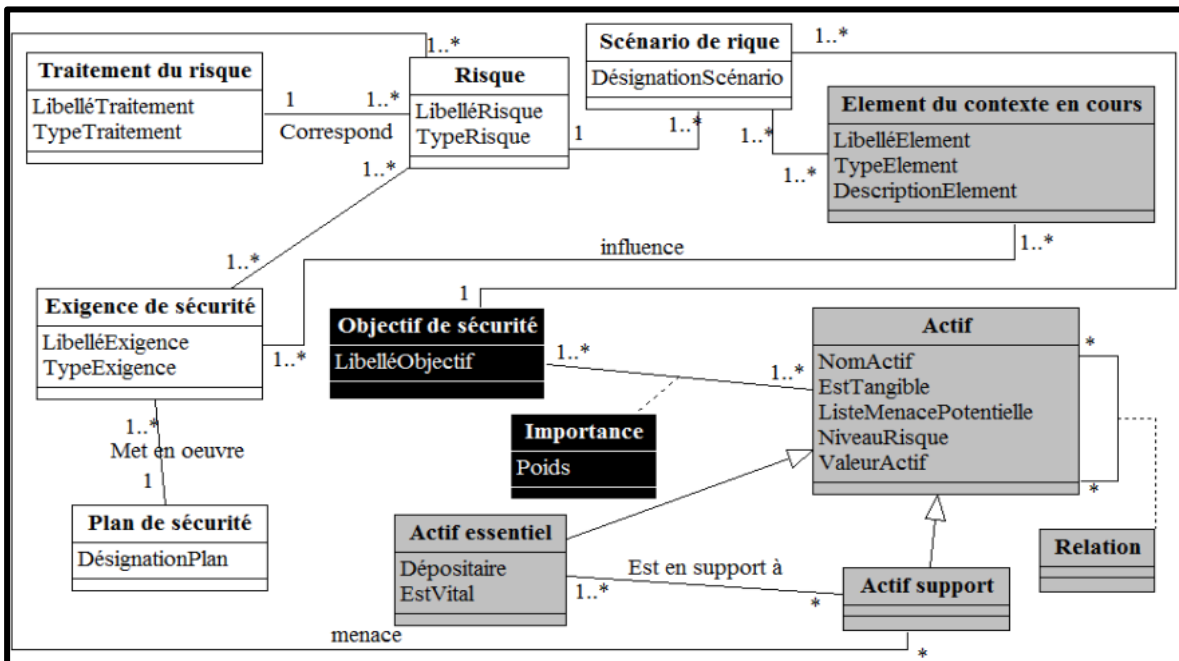 Traitement du risque
LibelléTraitement
TypeTraitement
1
1..*
Correspond
1..*
Risque
LibelléRisque
TypeRisque
1..*
1
Scénario de rique
DésignationScénario
1..*
1..*
1..*
1..*
Element du contexte en cours
LibelléElement
TypeElement
DescriptionElement
1..*
influence
1..*
Exigence de sécurité
LibelléExigence
TypeExigence
1..*
1..*
Met en oeuvre
1
Plan de sécurité
DésignationPlan
1
Objectif de sécurité
LibelléObjectif
1..*
1..*
Importance
Poids
Actif
NomActif
EstTangible
ListeMenacePotentielle
NiveauRisque
ValeurActif
*
*
Relation
Actif essentiel
Dépositaire
EstVital
Est en support à
1..*
*
Actif support
menace
*